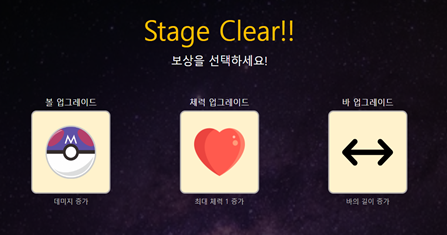 Stage Clear!!
보상을 선택하세요!
볼 업그레이드
체력 업그레이드
바 업그레이드
M
데미지 증가
최대 체력 1 증가
바의 길이 증가